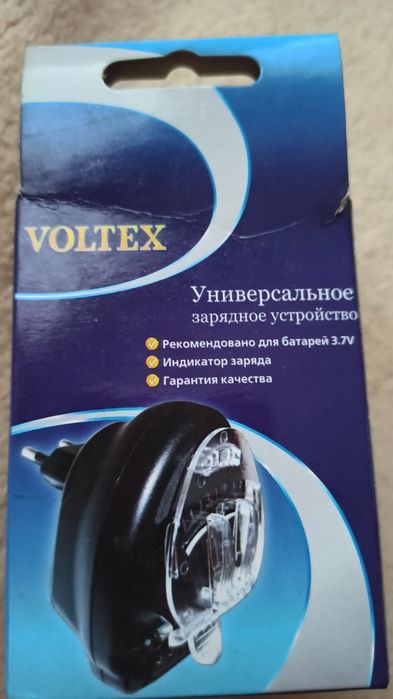 VOLTEX
Универсальное
зарядное устройство
Рекомендовано для батарей 3.7V
Индикатор заряда
Гарантия качества